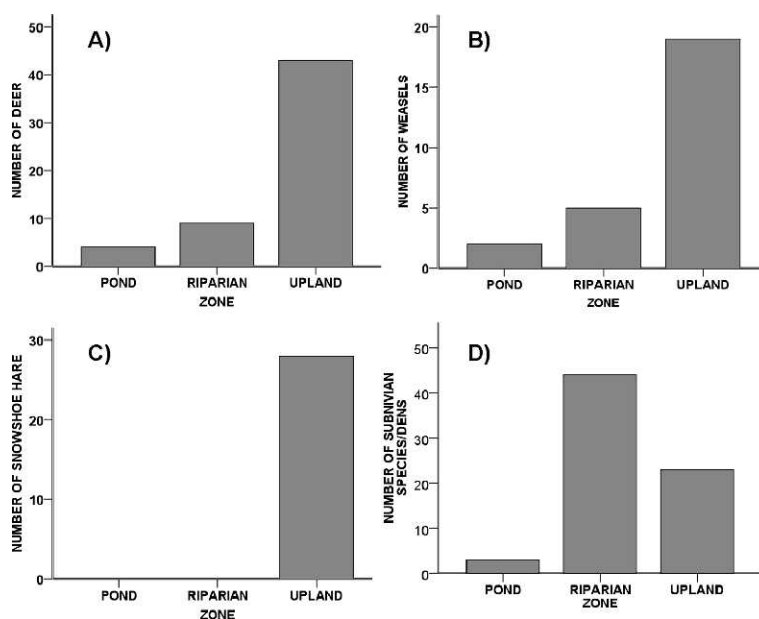 A)
NUMBER OF DEER
50
40
30
20
10
0
POND RIPARIAN UPLAND
ZONE
B)
NUMBER OF WEASELS
20
15
10
5
0
POND RIPARIAN UPLAND
ZONE
C)
NUMBER OF SNOWSHOE HARE
30
20
10
0
POND RIPARIAN UPLAND
ZONE
D)
NUMBER OF SUBNIVIAN
SPECIES/DENS
50
40
30
20
10
0
POND RIPARIAN UPLAND
ZONE